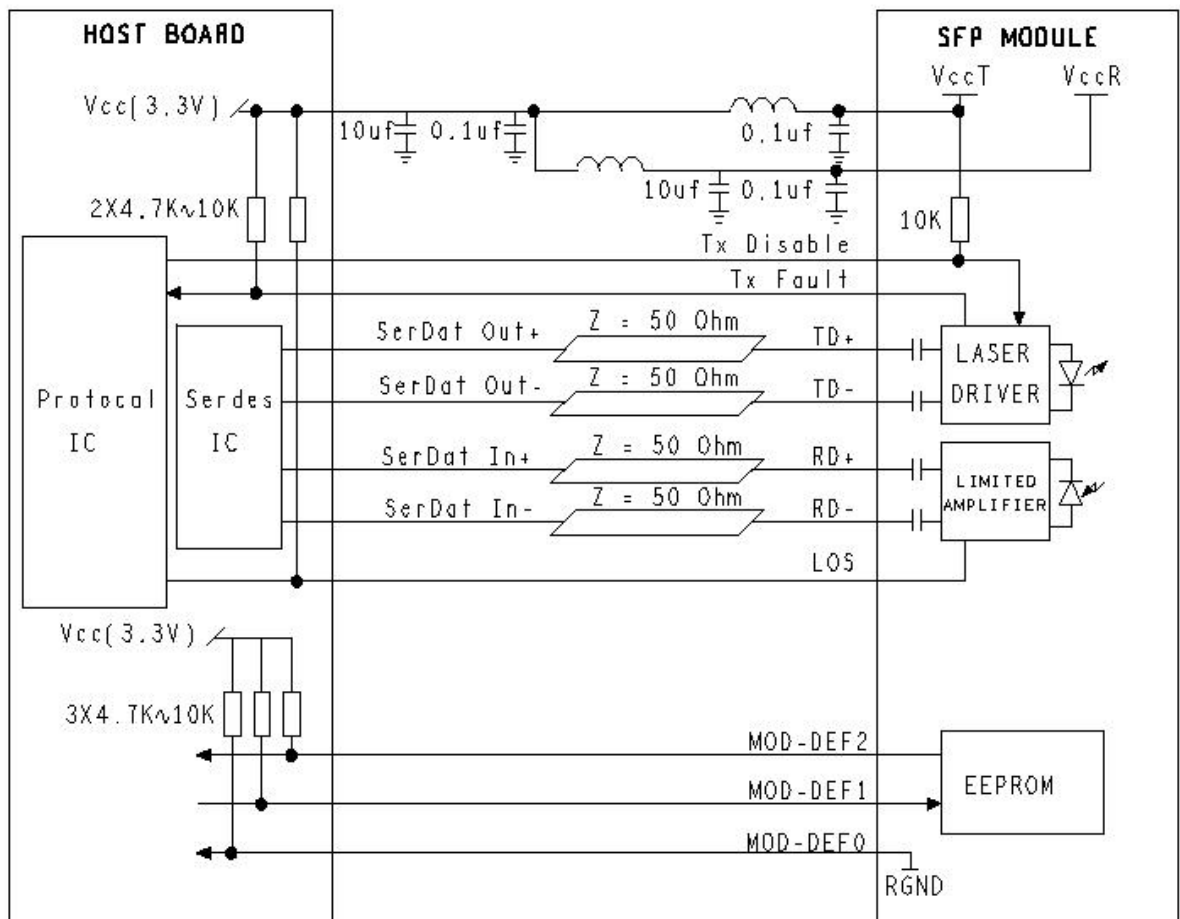 HOST BOARD
SFP MODULE
VccT
VccR
Vcc(3.3V)
10uf
0.1uf
0.1uf
10uf
0.1uf
2X4.7K~10K
10K
Tx Disable
Tx Fault
Z = 50 Ohm
SerDat Out+
TD+
LASER
DRIVER
Z = 50 Ohm
SerDat Out-
TD-
Protocal
IC
Serdes
IC
Z = 50 Ohm
SerDat In+
RD+
LIMITED
AMPLIFIER
Z = 50 Ohm
SerDat In-
RD-
LOS
Vcc(3.3V)
3X4.7K~10K
MOD-DEF2
EEPROM
MOD-DEF1
MOD-DEF0
RGND